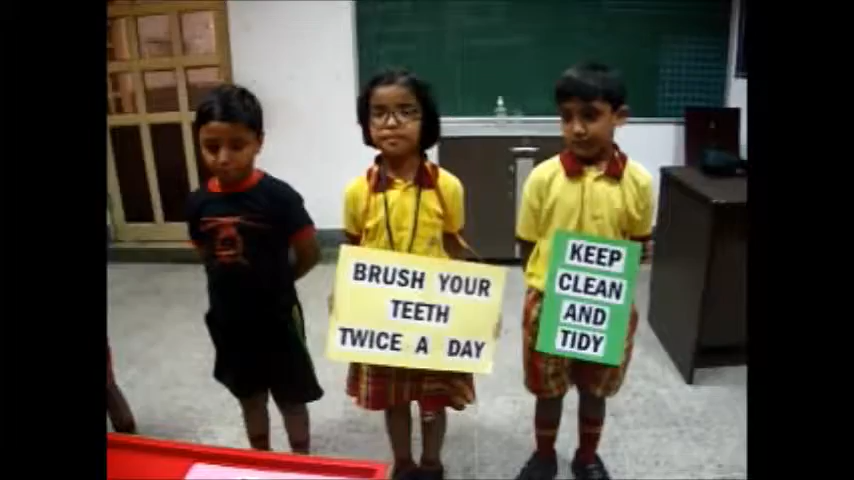 BRUSH YOUR
TEETH
TWICE A DAY
KEEP
CLEAN
AND
TIDY